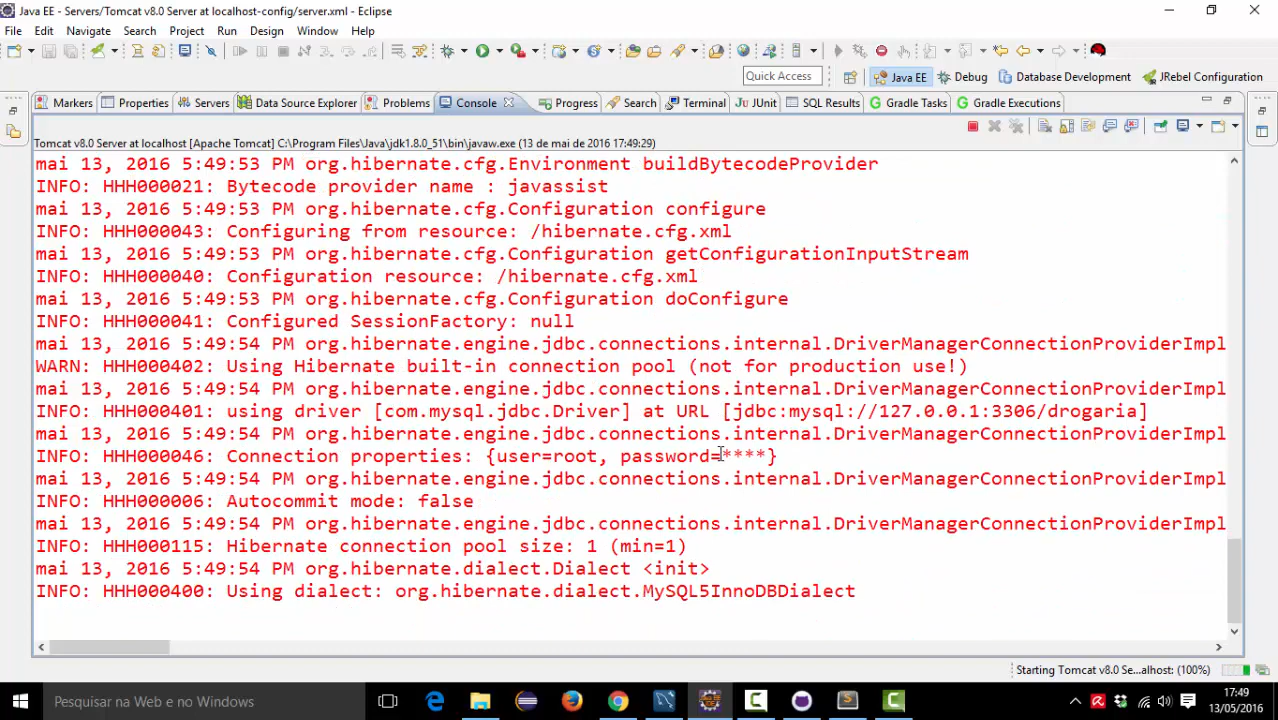 Java EE - Servers/Tomcat v8.0 Server at localhost-config/server.xml - Eclipse
File Edit Navigate Search Project Run Design Window Help
Quick Access Java EE Debug Database Development JRebel Configuration
Markers Properties Servers Data Source Explorer Problems Console Progress Search Terminal JUnit SQL Results Gradle Tasks Gradle Executions
Tomcat v8.0 Server at localhost [Apache Tomcat] C:\Program Files\Java\jdk1.8.0_51\bin\javaw.exe (13 de mai de 2016 17:49:29)
mai 13, 2016 5:49:53 PM org.hibernate.cfg.Environment buildBytecodeProvider
INFO: HHH000021: Bytecode provider name : javassist
mai 13, 2016 5:49:53 PM org.hibernate.cfg.Configuration configure
INFO: HHH000043: Configuring from resource: /hibernate.cfg.xml
mai 13, 2016 5:49:53 PM org.hibernate.cfg.Configuration getConfigurationInputStream
INFO: HHH000040: Configuration resource: /hibernate.cfg.xml
mai 13, 2016 5:49:53 PM org.hibernate.cfg.Configuration doConfigure
INFO: HHH000041: Configured SessionFactory: null
mai 13, 2016 5:49:54 PM org.hibernate.engine.jdbc.connections.internal.DriverManagerConnectionProviderImpl
WARN: HHH000402: Using Hibernate built-in connection pool (not for production use!)
mai 13, 2016 5:49:54 PM org.hibernate.engine.jdbc.connections.internal.DriverManagerConnectionProviderImpl
INFO: HHH000401: using driver [com.mysql.jdbc.Driver] at URL [jdbc:mysql://127.0.0.1:3306/drogaria]
mai 13, 2016 5:49:54 PM org.hibernate.engine.jdbc.connections.internal.DriverManagerConnectionProviderImpl
INFO: HHH000046: Connection properties: {user=root, password=****}
mai 13, 2016 5:49:54 PM org.hibernate.engine.jdbc.connections.internal.DriverManagerConnectionProviderImpl
INFO: HHH000006: Autocommit mode: false
mai 13, 2016 5:49:54 PM org.hibernate.engine.jdbc.connections.internal.DriverManagerConnectionProviderImpl
INFO: HHH000115: Hibernate connection pool size: 1 (min=1)
mai 13, 2016 5:49:54 PM org.hibernate.dialect.Dialect <init>
INFO: HHH000400: Using dialect: org.hibernate.dialect.MySQL5InnoDBDialect
Starting Tomcat v8.0 Se...alhost: (100%)
Pesquisar na Web e no Windows
17:49
13/05/2016